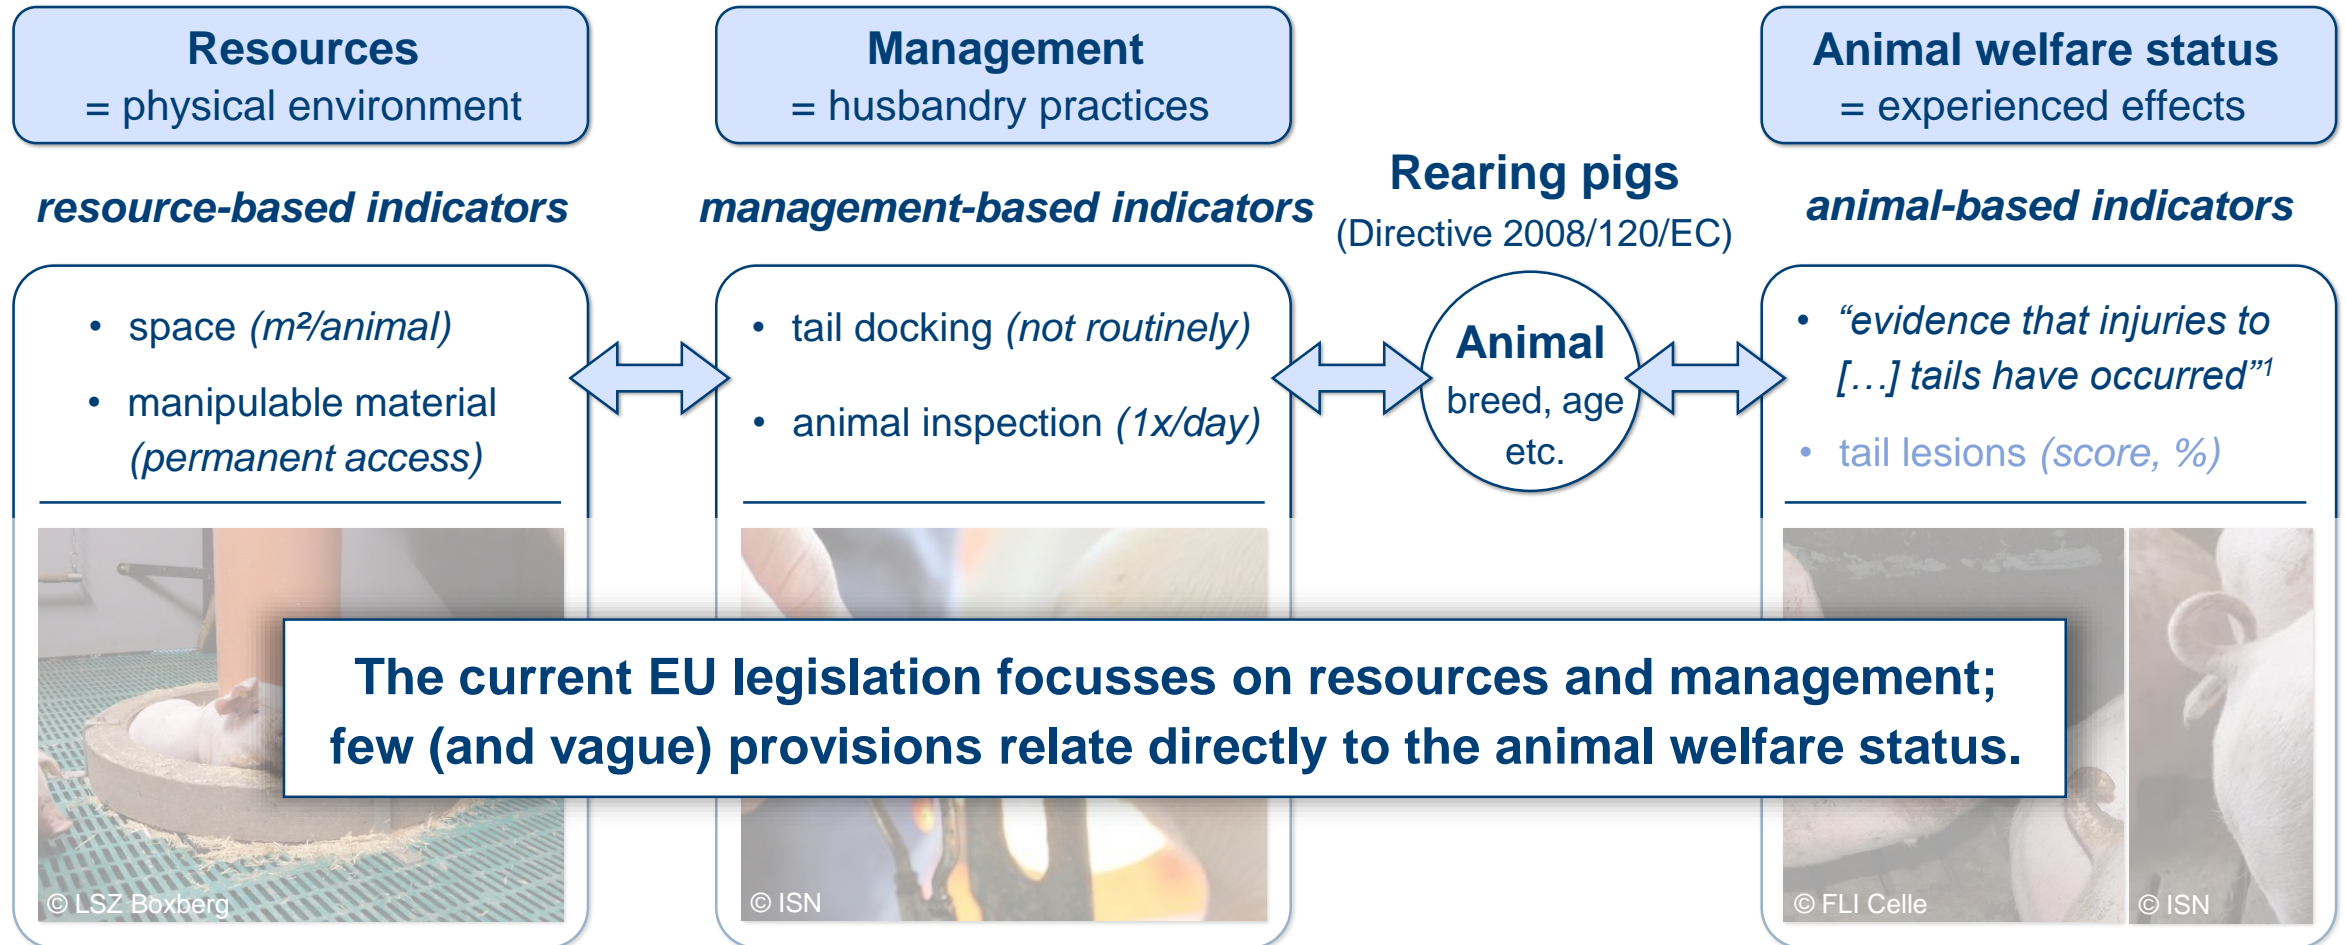 Resources
= physical environment
resource-based indicators
• space (m²/animal)
• manipulable material
(permanent access)
© LSZ Boxberg
Management
= husbandry practices
management-based indicators
• tail docking (not routinely)
• animal inspection (1x/day)
© ISN
Rearing pigs
(Directive 2008/120/EC)
Animal
breed, age
etc.
Animal welfare status
= experienced effects
animal-based indicators
• “evidence that injuries to
[…] tails have occurred”¹
• tail lesions (score, %)
© FLI Celle
© ISN
The current EU legislation focusses on resources and management;
few (and vague) provisions relate directly to the animal welfare status.